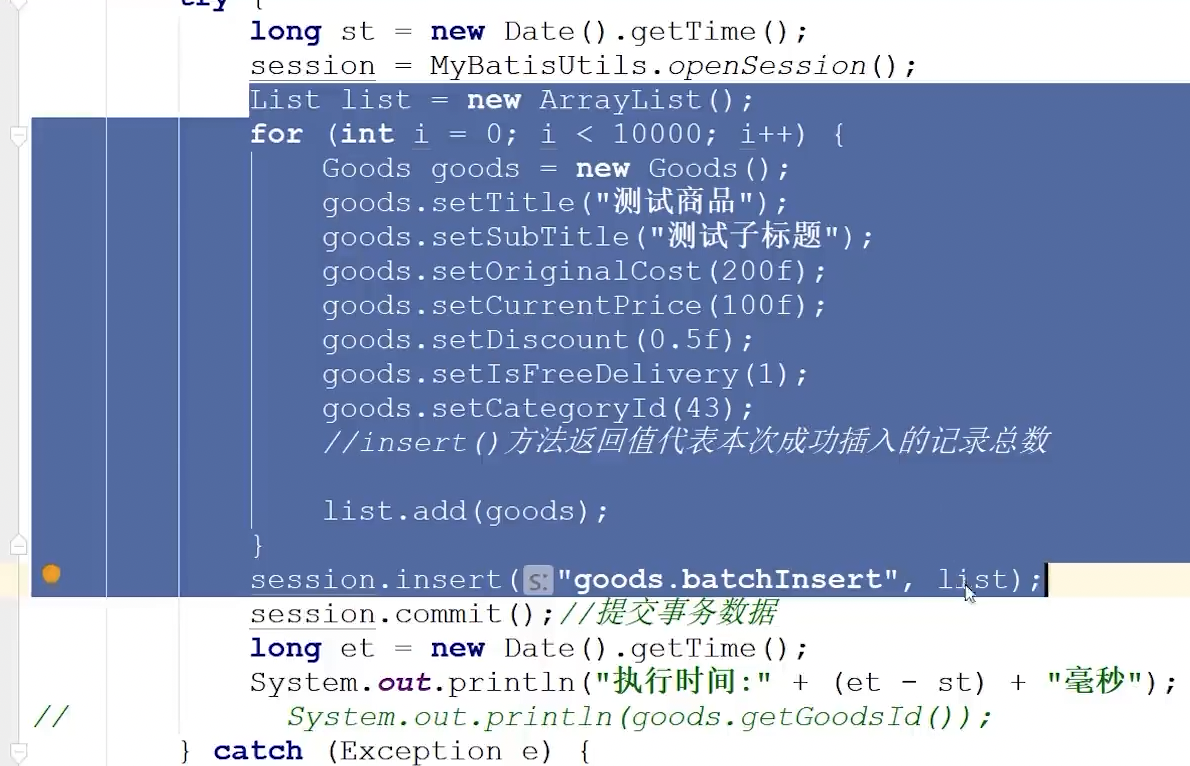 try {
long st = new Date().getTime();
session = MyBatisUtils.openSession();
List list = new ArrayList();
for (int i = 0; i < 10000; i++) {
Goods goods = new Goods();
goods.setTitle("测试商品");
goods.setSubTitle("测试子标题");
goods.setOriginalCost(200f);
goods.setCurrentPrice(100f);
goods.setDiscount(0.5f);
goods.setIsFreeDelivery(1);
goods.setCategoryId(43);
//insert()方法返回值代表本次成功插入的记录总数
list.add(goods);
}
session.insert( s: "goods.batchInsert", list);
session.commit();//提交事务数据
long et = new Date().getTime();
System.out.println("执行时间:" + (et - st) + "毫秒");
// System.out.println(goods.getGoodsId());
} catch (Exception e) {